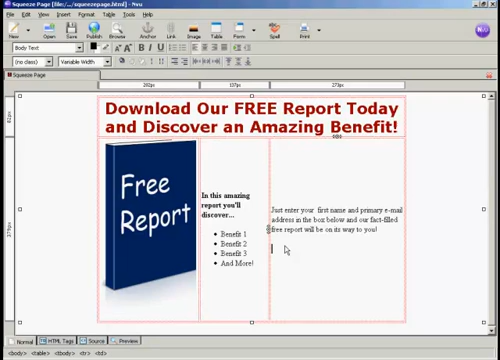 Squeeze Page [file:/.../squeezepage.html] - Nvu
File Edit View Insert Format Table Tools Help
New Open Save Publish Browse Anchor Link Image Table Form Spell Print
Body Text
(no class) Variable Width
Squeeze Page
202px 137px 273px
82px
Download Our FREE Report Today
and Discover an Amazing Benefit!
Free
Report
In this amazing
report you'll
discover...
Benefit 1
Benefit 2
Benefit 3
And More!
Just enter your first name and primary e-mail
address in the box below and our fact-filled
free report will be on its way to you!
279px
Normal HTML Tags Source Preview
<body> <table> <tbody> <tr> <td>